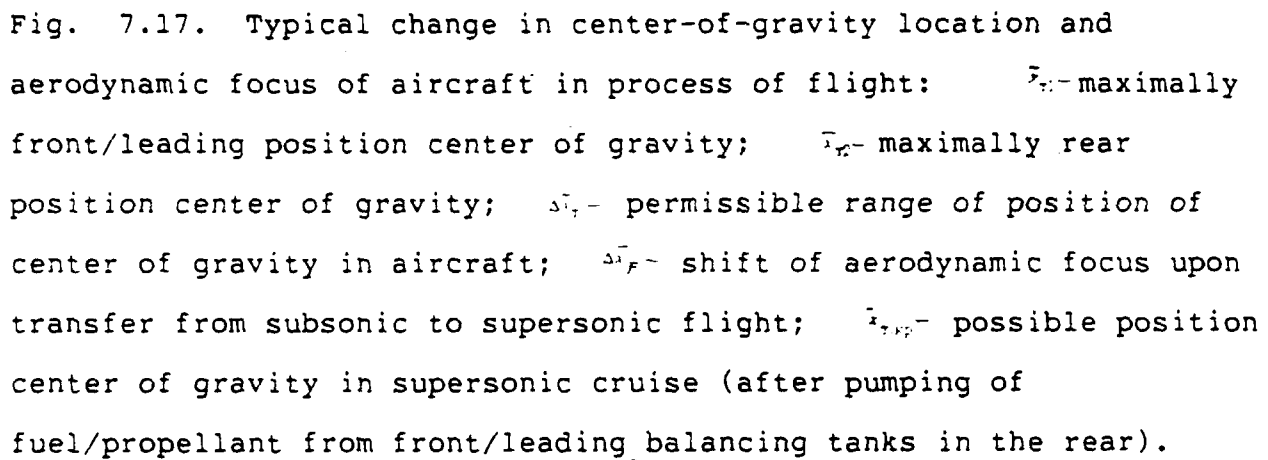 Fig. 7.17. Typical change in center-of-gravity location and
aerodynamic focus of aircraft in process of flight: - maximally
front/leading position center of gravity; - maximally rear
position center of gravity; - permissible range of position of
center of gravity in aircraft; - shift of aerodynamic focus upon
transfer from subsonic to supersonic flight; - possible position
center of gravity in supersonic cruise (after pumping of
fuel/propellant from front/leading balancing tanks in the rear).